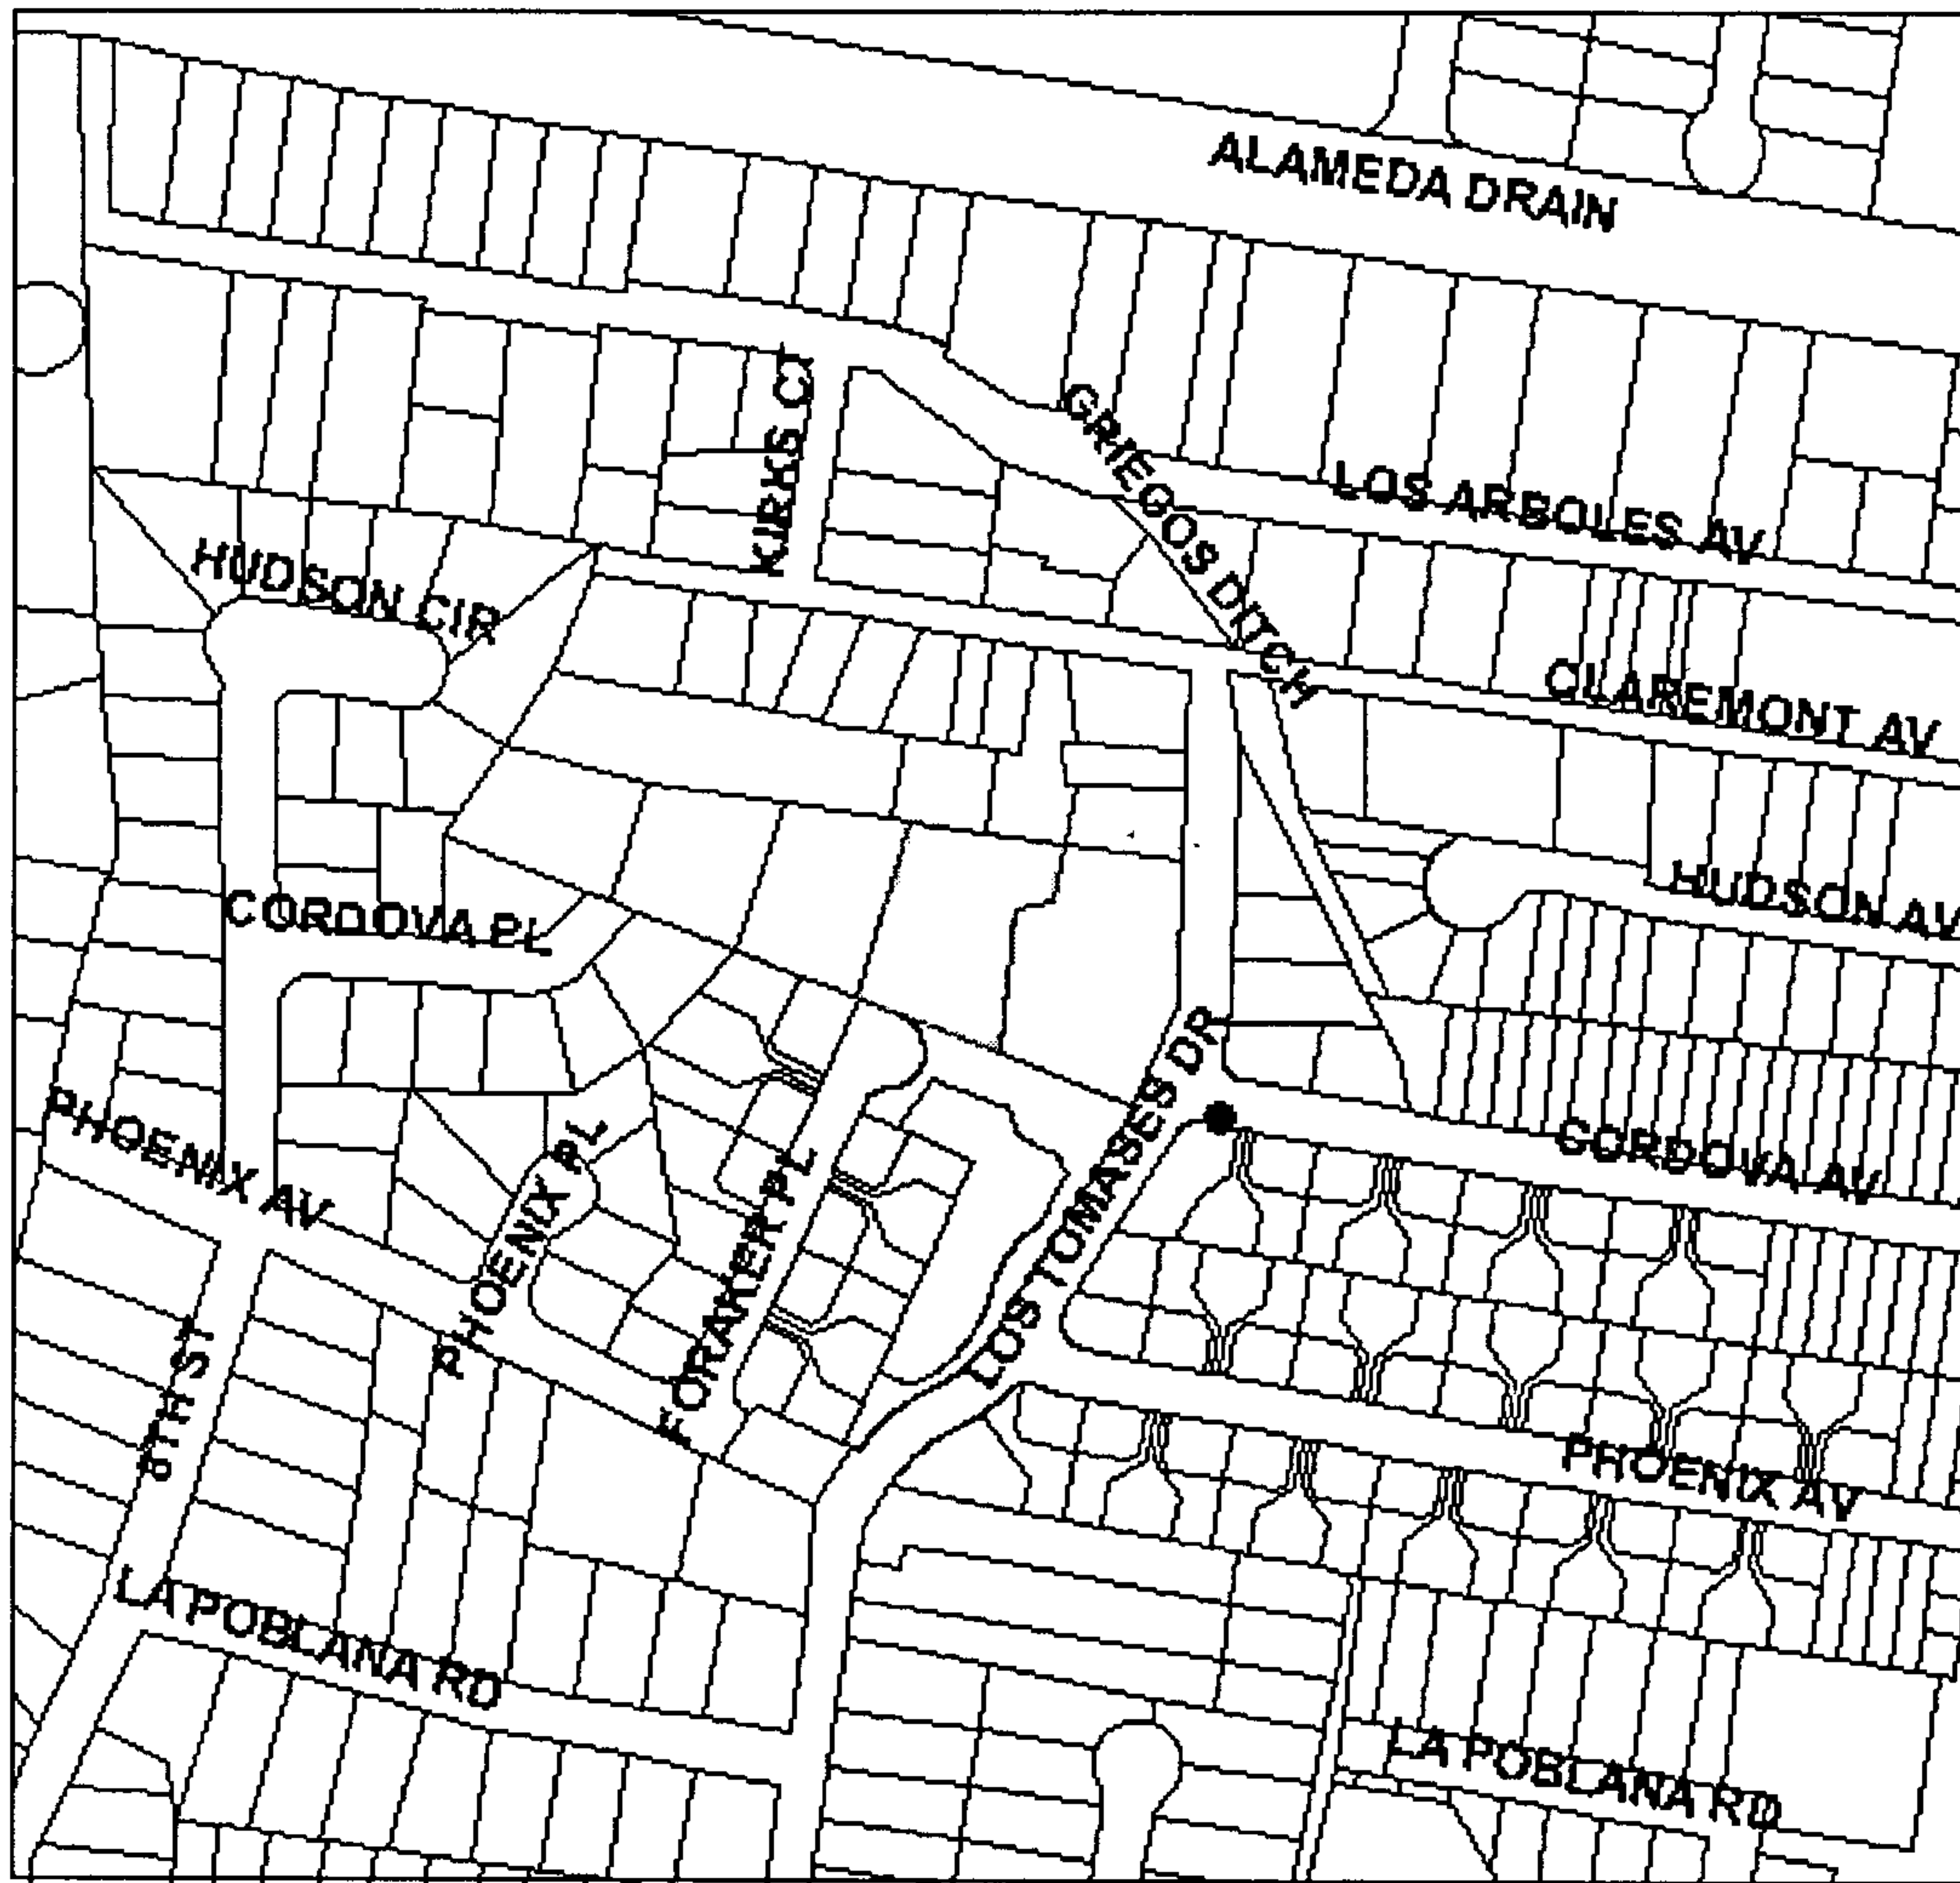 ALAMEDA DRAIN
KIRKS CT
GRIEGOS DITCH
LOS ARBOLES AV
HUDSON CIR
CLAREMONT AV
HUDSON AV
CORDOVA PL
LOS TOMASES DR
PHOENIX AV
PHOENIX PL
FORAKER PL
CORDOVA AV
8TH ST
PHOENIX AV
LA POBLANA RD
LA POBLANA RD